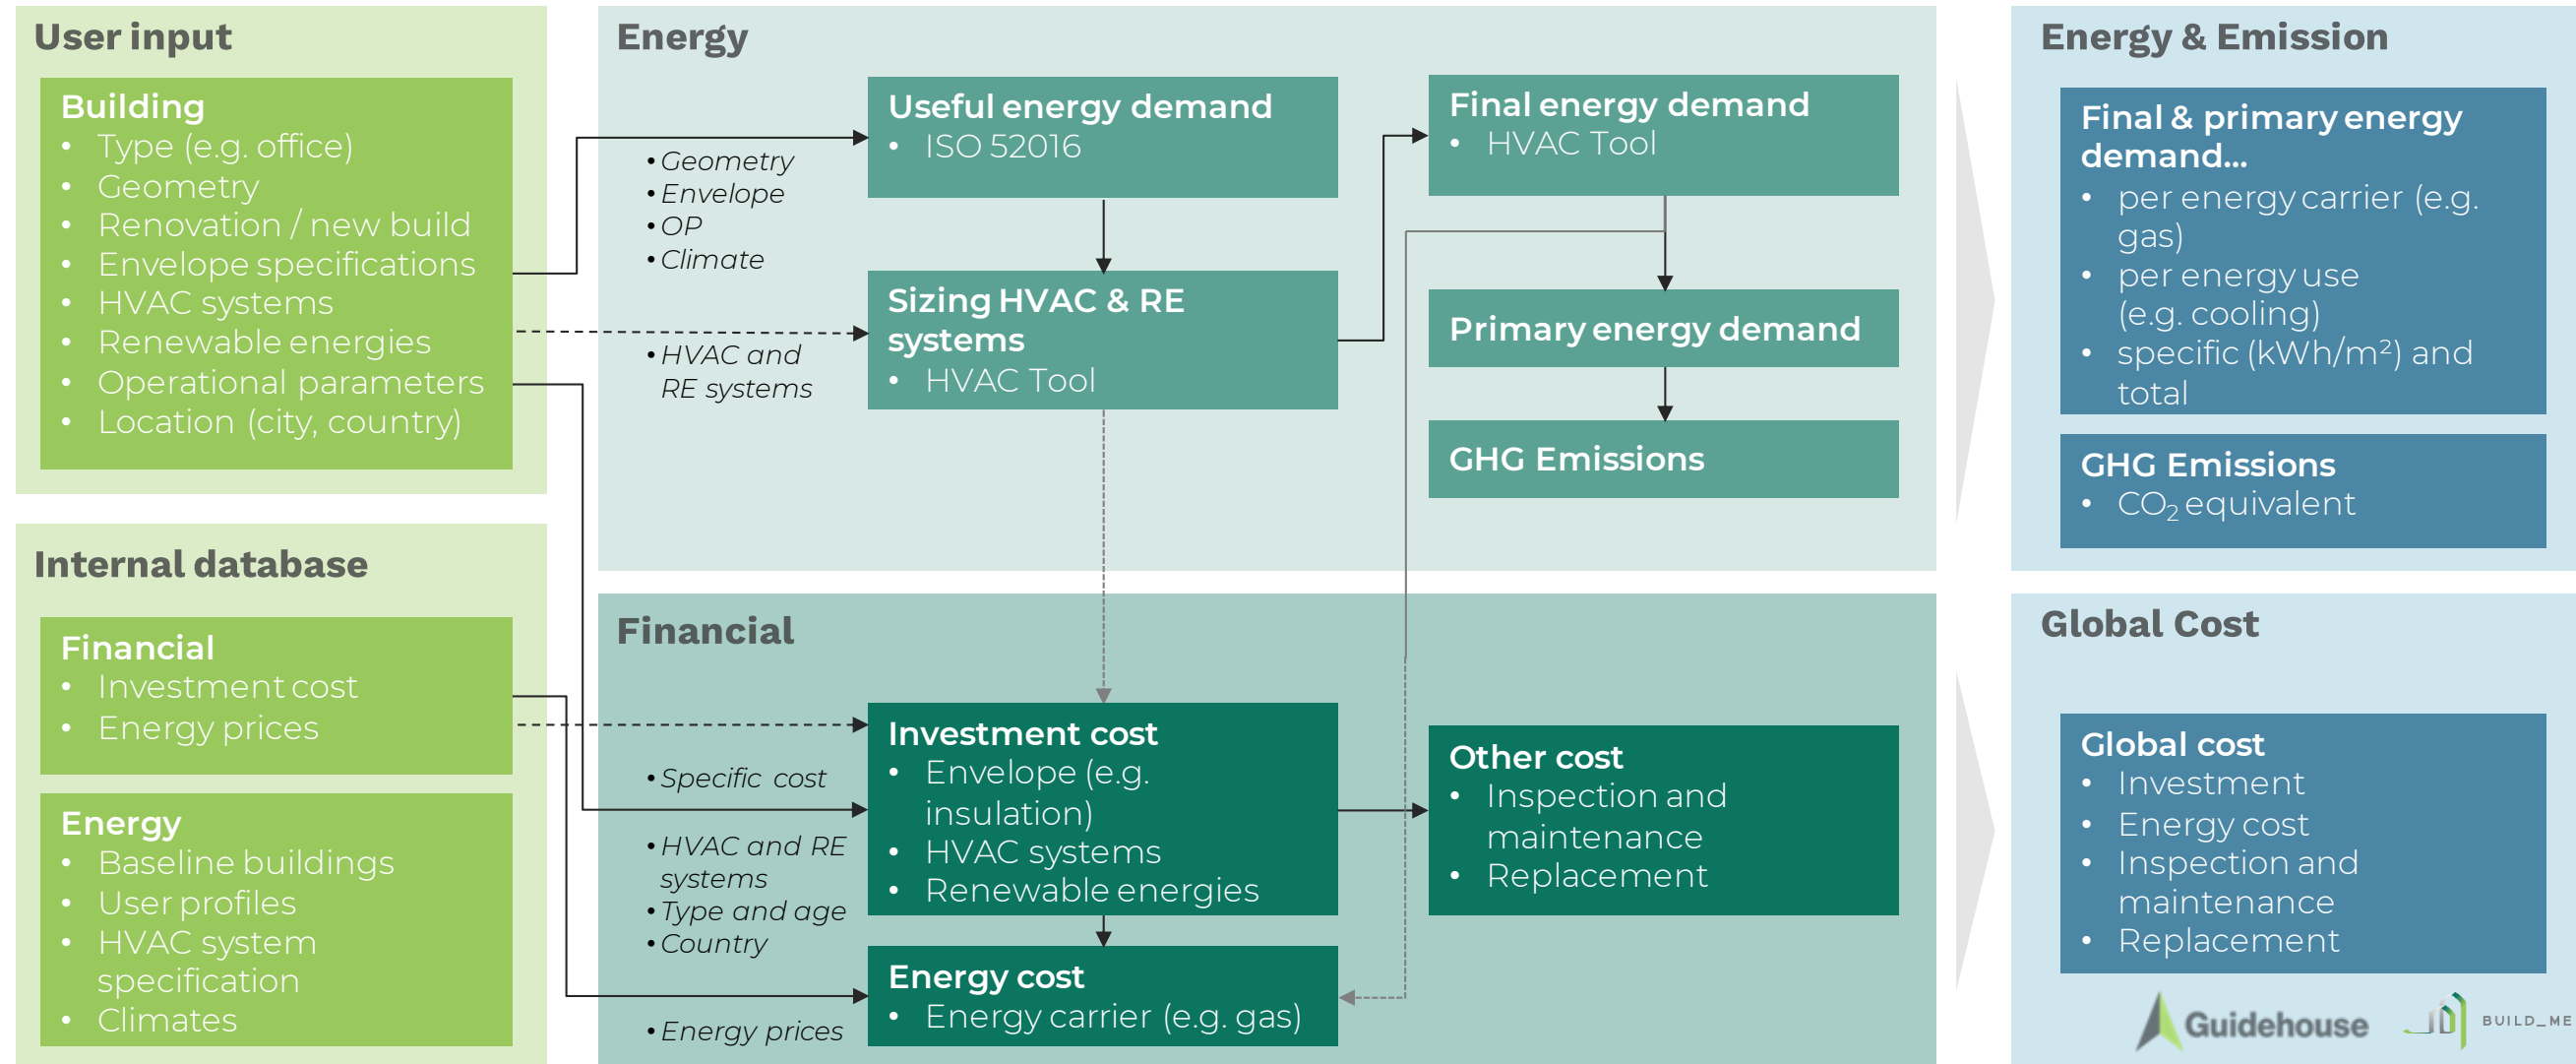 User input
Building
• Type (e.g. office)
• Geometry
• Renovation / new build
• Envelope specifications
• HVAC systems
• Renewable energies
• Operational parameters
• Location (city, country)
Internal database
Financial
• Investment cost
• Energy prices
Energy
• Baseline buildings
• User profiles
• HVAC system
specification
• Climates
Energy
• Geometry
• Envelope
• OP
• Climate
• HVAC and
RE systems
Useful energy demand
• ISO 52016
Sizing HVAC & RE
systems
• HVAC Tool
Final energy demand
• HVAC Tool
Primary energy demand
GHG Emissions
Financial
• Specific cost
• HVAC and RE
systems
• Type and age
• Country
• Energy prices
Investment cost
• Envelope (e.g.
insulation)
• HVAC systems
• Renewable energies
Energy cost
• Energy carrier (e.g. gas)
Other cost
• Inspection and
maintenance
• Replacement
Energy & Emission
Final & primary energy
demand...
• per energy carrier (e.g.
gas)
• per energy use
(e.g. cooling)
• specific (kWh/m²) and
total
GHG Emissions
• CO₂ equivalent
Global Cost
Global cost
• Investment
• Energy cost
• Inspection and
maintenance
• Replacement
Guidehouse
BUILD_ME